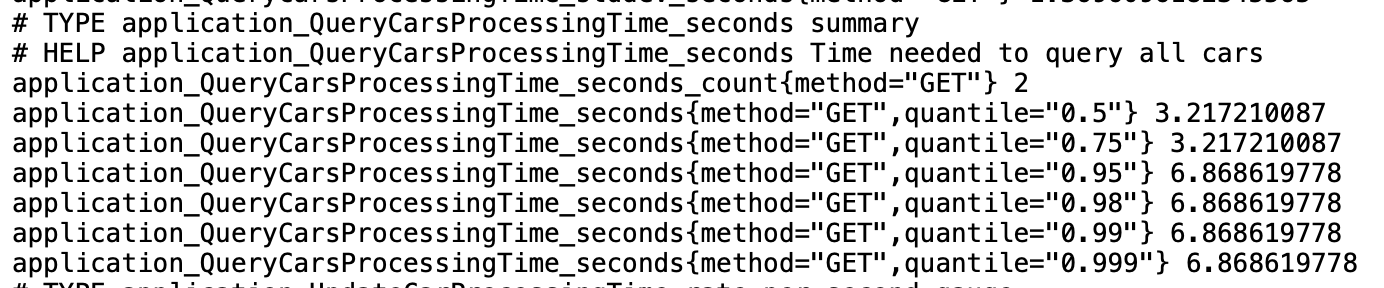 # TYPE application_QueryCarsProcessingTime_seconds summary
# HELP application_QueryCarsProcessingTime_seconds Time needed to query all cars
application_QueryCarsProcessingTime_seconds_count{method="GET"} 2
application_QueryCarsProcessingTime_seconds{method="GET",quantile="0.5"} 3.217210087
application_QueryCarsProcessingTime_seconds{method="GET",quantile="0.75"} 3.217210087
application_QueryCarsProcessingTime_seconds{method="GET",quantile="0.95"} 6.868619778
application_QueryCarsProcessingTime_seconds{method="GET",quantile="0.98"} 6.868619778
application_QueryCarsProcessingTime_seconds{method="GET",quantile="0.99"} 6.868619778
application_QueryCarsProcessingTime_seconds{method="GET",quantile="0.999"} 6.868619778
# TYPE application_UpdateCarProcessingTime_rate_per_second gauge